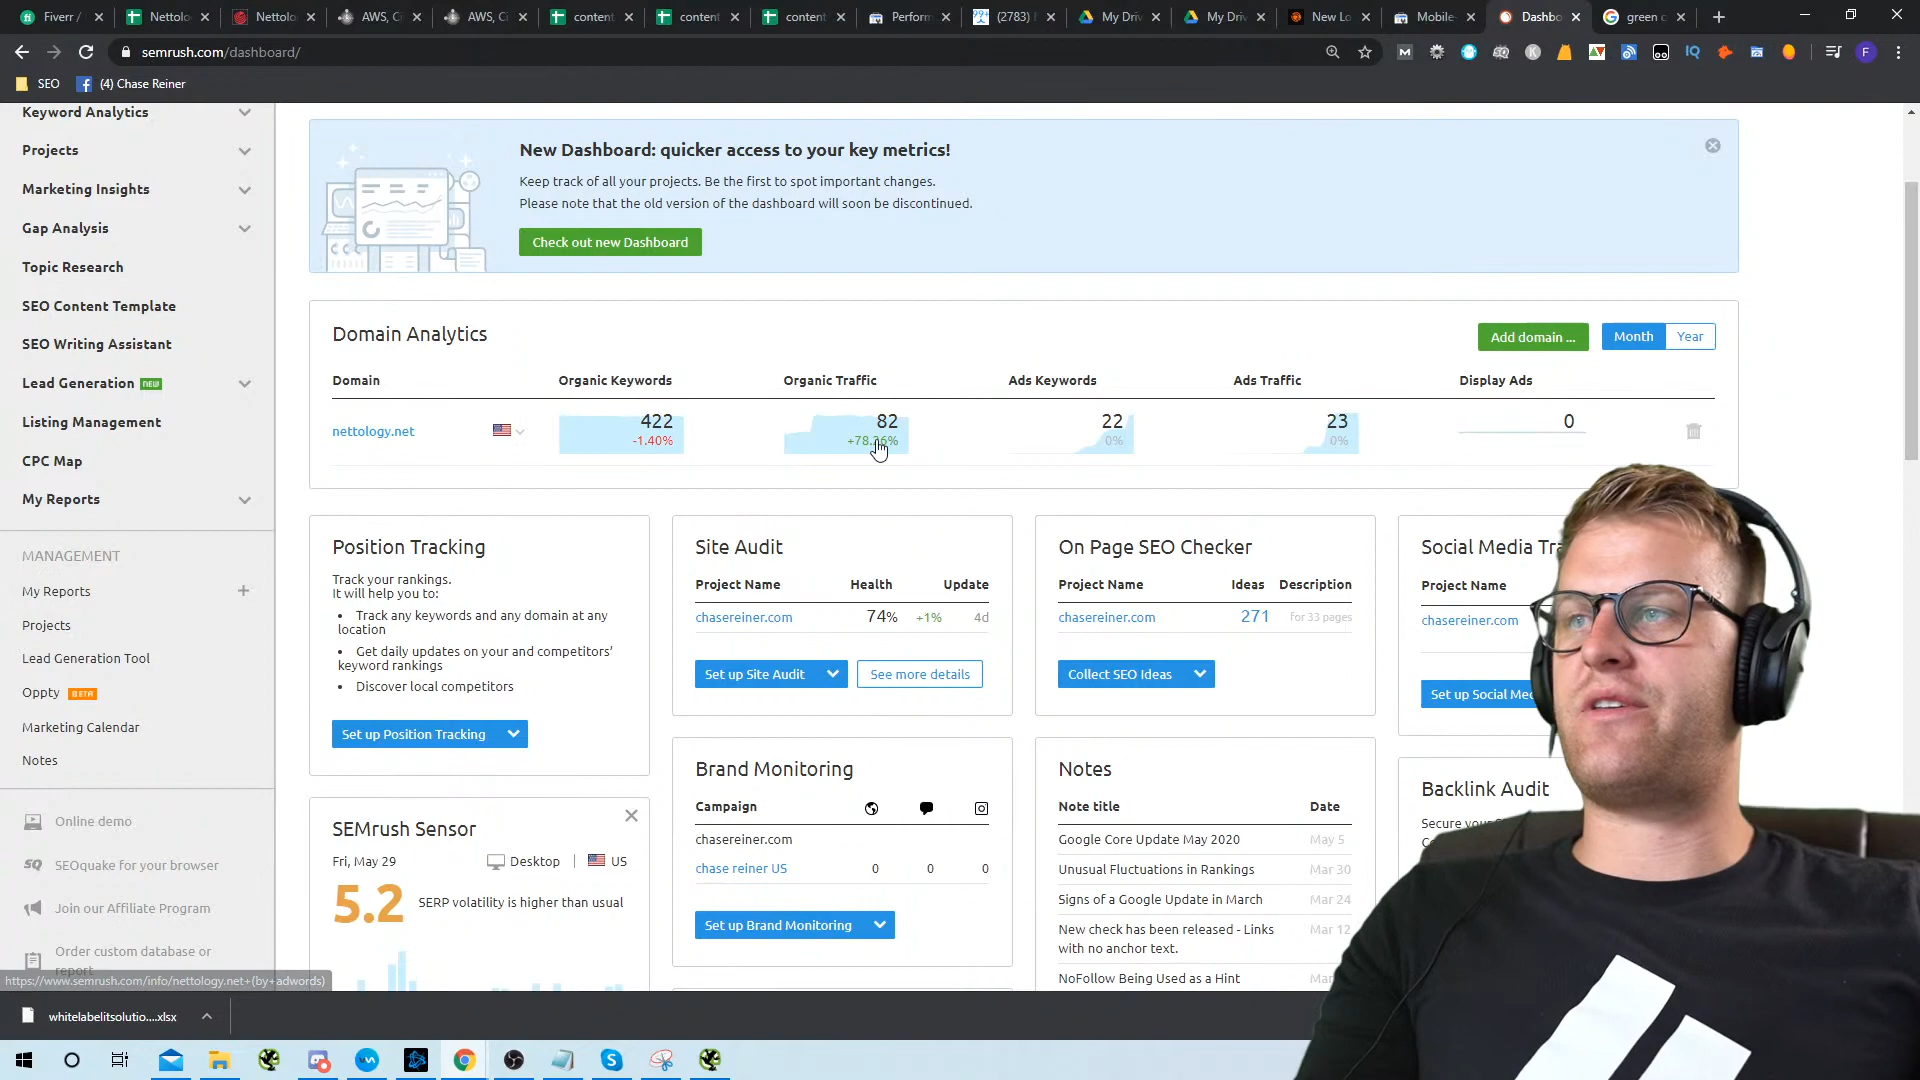 Fiverr /
Nettolo
Nettolo
AWS, C
AWS, Cl
content
content
content
Perform
(2783)
My Driv
My Driv
New Lo
Mobile-
Dashbo
green c
semrush.com/dashboard/
SEO
(4) Chase Reiner
Keyword Analytics
Projects
Marketing Insights
Gap Analysis
Topic Research
SEO Content Template
SEO Writing Assistant
Lead Generation NEW
Listing Management
CPC Map
My Reports
MANAGEMENT
My Reports
Projects
Lead Generation Tool
Oppty BETA
Marketing Calendar
Notes
Online demo
SEOquake for your browser
Join our Affiliate Program
Order custom database or
report
https://www.semrush.com/info/nettology.net+(by+adwords)
New Dashboard: quicker access to your key metrics!
Keep track of all your projects. Be the first to spot important changes.
Please note that the old version of the dashboard will soon be discontinued.
Check out new Dashboard
Domain Analytics
Add domain ...
Month Year
Domain Organic Keywords Organic Traffic Ads Keywords Ads Traffic Display Ads
nettology.net 422 82 22 23 0
-1.40% +78.26% 0% 0%
Position Tracking
Track your rankings.
It will help you to:
• Track any keywords and any domain at any
location
• Get daily updates on your and competitors'
keyword rankings
• Discover local competitors
Set up Position Tracking
SEMrush Sensor
Fri, May 29 Desktop US
5.2 SERP volatility is higher than usual
Site Audit
Project Name Health Update
chasereiner.com 74% +1% 4d
Set up Site Audit See more details
Brand Monitoring
Campaign
chasereiner.com
chase reiner US 0 0 0
Set up Brand Monitoring
On Page SEO Checker
Project Name Ideas Description
chasereiner.com 271 for 33 pages
Collect SEO Ideas
Notes
Note title Date
Google Core Update May 2020 May 5
Unusual Fluctuations in Rankings Mar 30
Signs of a Google Update in March Mar 24
New check has been released - Links Mar 12
with no anchor text.
NoFollow Being Used as a Hint Mar
Social Media Tra
Project Name
chasereiner.com
Set up Social Med
Backlink Audit
Secure your
whitelabelitsolutio....xlsx